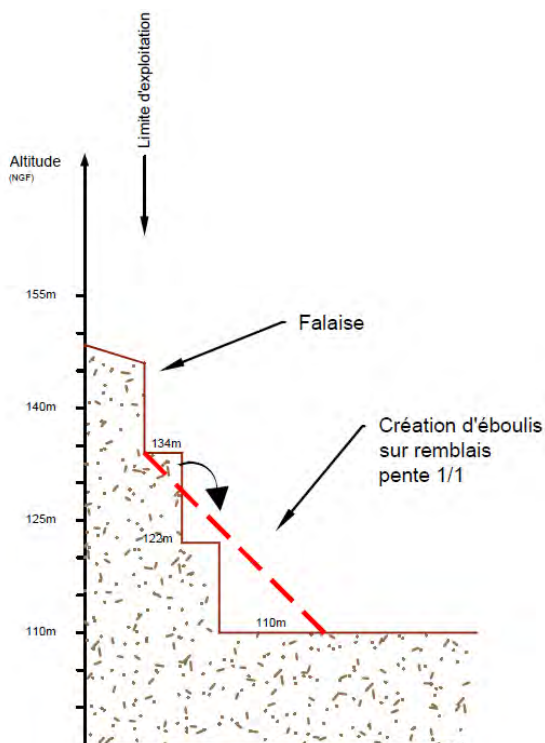 Limite d'exploitation
Altitude
(NGF)
155m
Falaise
140m
134m
Création d'éboulis
sur remblais
pente 1/1
125m
122m
110m
110m